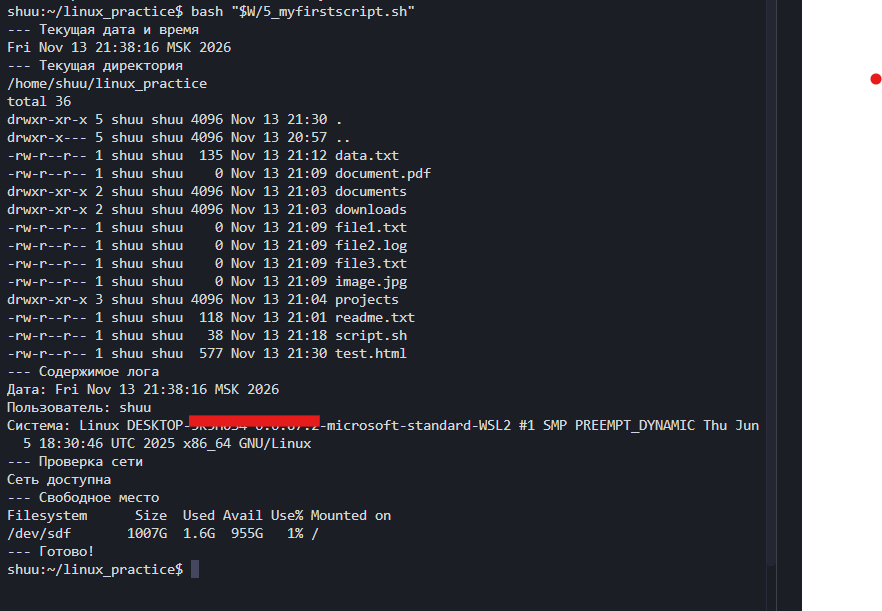 shuu:~/linux_practice$ bash "$W/5_myfirstscript.sh"
--- Текущая дата и время
Fri Nov 13 21:38:16 MSK 2026
--- Текущая директория
/home/shuu/linux_practice
total 36
drwxr-xr-x 5 shuu shuu 4096 Nov 13 21:30 .
drwxr-x--- 5 shuu shuu 4096 Nov 13 20:57 ..
-rw-r--r-- 1 shuu shuu  135 Nov 13 21:12 data.txt
-rw-r--r-- 1 shuu shuu    0 Nov 13 21:09 document.pdf
drwxr-xr-x 2 shuu shuu 4096 Nov 13 21:03 documents
drwxr-xr-x 2 shuu shuu 4096 Nov 13 21:03 downloads
-rw-r--r-- 1 shuu shuu    0 Nov 13 21:09 file1.txt
-rw-r--r-- 1 shuu shuu    0 Nov 13 21:09 file2.log
-rw-r--r-- 1 shuu shuu    0 Nov 13 21:09 file3.txt
-rw-r--r-- 1 shuu shuu    0 Nov 13 21:09 image.jpg
drwxr-xr-x 3 shuu shuu 4096 Nov 13 21:04 projects
-rw-r--r-- 1 shuu shuu  118 Nov 13 21:01 readme.txt
-rw-r--r-- 1 shuu shuu   38 Nov 13 21:18 script.sh
-rw-r--r-- 1 shuu shuu  577 Nov 13 21:30 test.html
--- Содержимое лога
Дата: Fri Nov 13 21:38:16 MSK 2026
Пользователь: shuu
Система: Linux DESKTOP- -microsoft-standard-WSL2 #1 SMP PREEMPT_DYNAMIC Thu Jun
  5 18:30:46 UTC 2025 x86_64 GNU/Linux
--- Проверка сети
Сеть доступна
--- Свободное место
Filesystem      Size  Used Avail Use% Mounted on
/dev/sdf       1007G  1.6G  955G   1% /
--- Готово!
shuu:~/linux_practice$